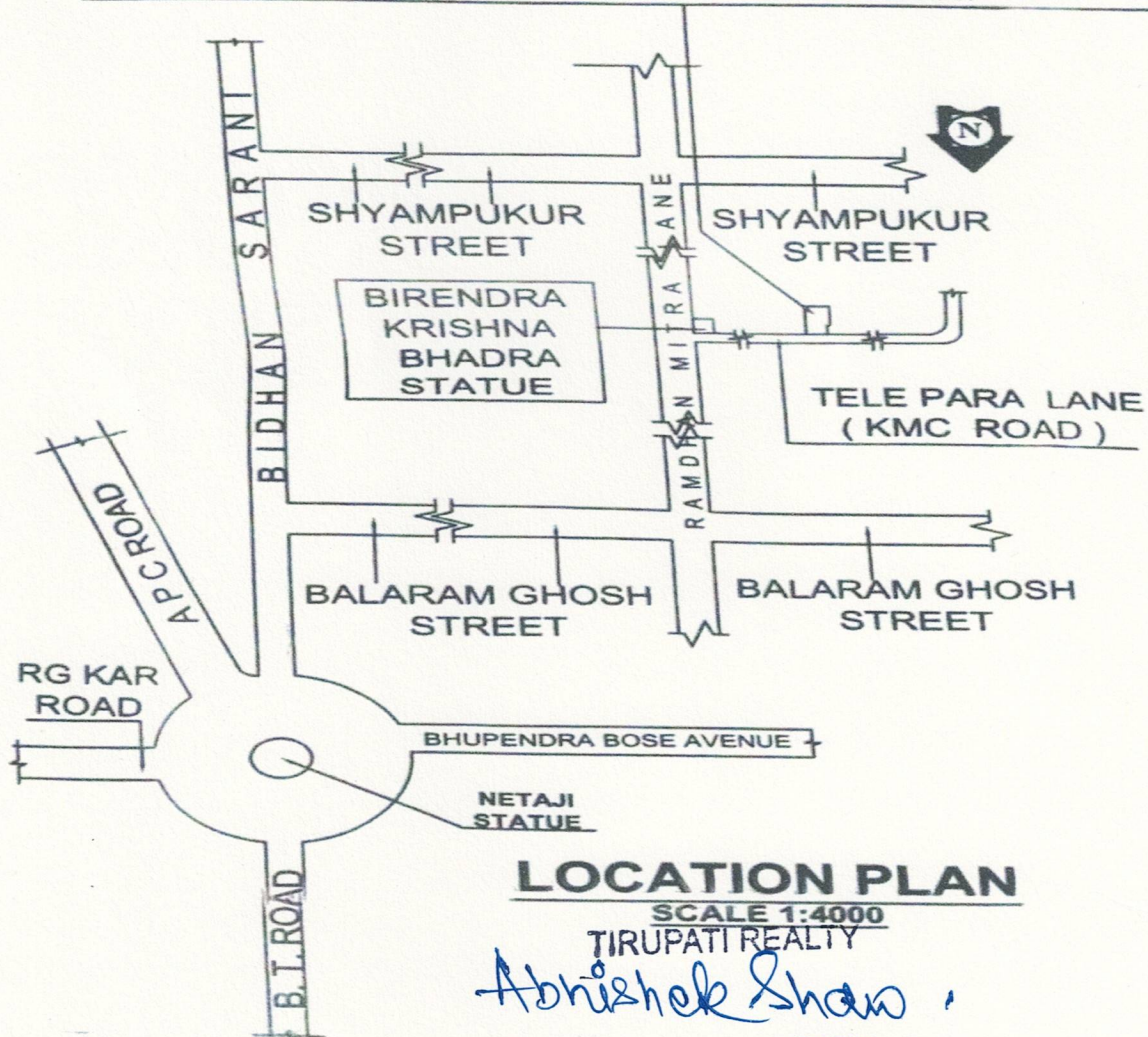 BIDHAN SARANI
N
SHYAMPUKUR
STREET
SHYAMPUKUR
STREET
BIRENDRA
KRISHNA
BHADRA
STATUE
RAMDHAN MITRA LANE
TELE PARA LANE
( KMC ROAD )
A P C ROAD
BALARAM GHOSH
STREET
BALARAM GHOSH
STREET
RG KAR
ROAD
BHUPENDRA BOSE AVENUE
NETAJI
STATUE
B.T.ROAD
LOCATION PLAN
SCALE 1:4000
TIRUPATI REALTY
Abhishek Shaw